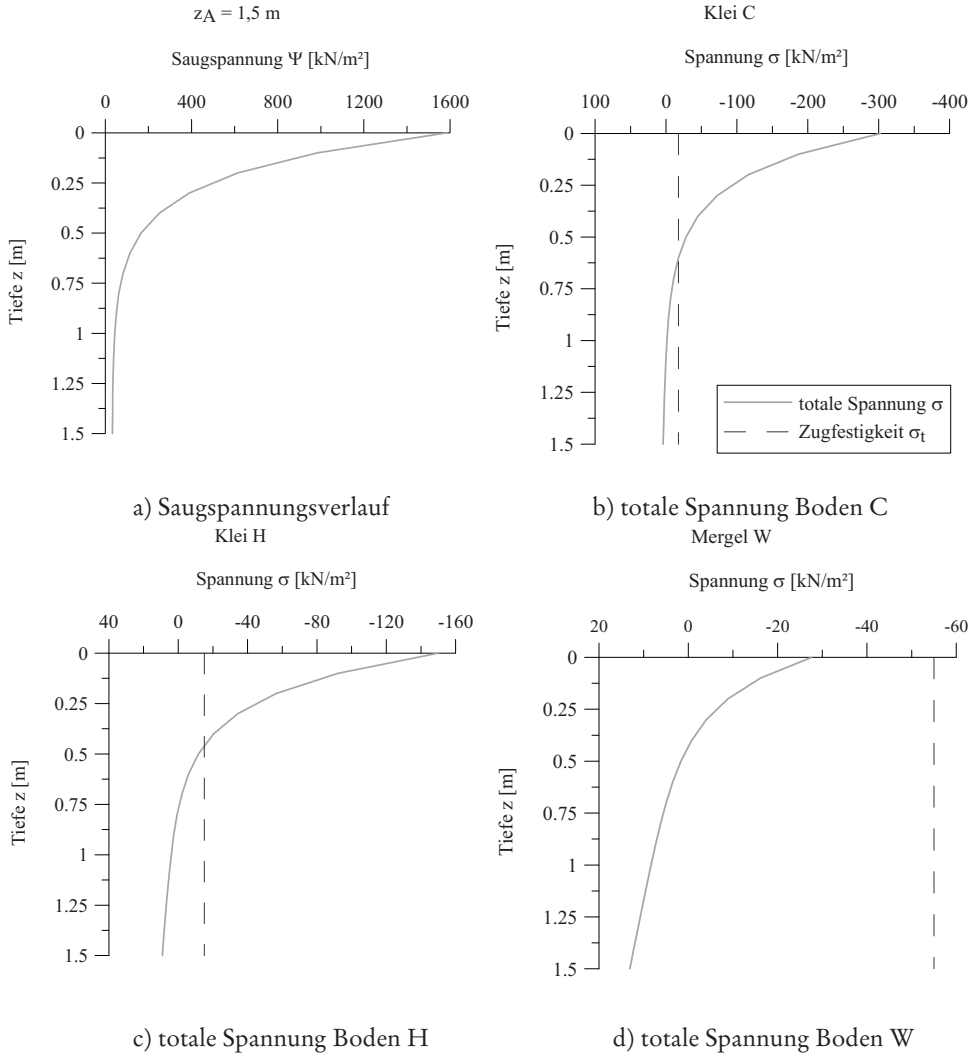 zA = 1,5 m
Saugspannung Ψ [kN/m²]
0 400 800 1200 1600
0
0.25
0.5
0.75
1
1.25
1.5
Tiefe z [m]
a) Saugspannungsverlauf
Klei C
Spannung σ [kN/m²]
100 0 -100 -200 -300 -400
0
0.25
0.5
0.75
1
1.25
1.5
Tiefe z [m]
totale Spannung σ
Zugfestigkeit σt
b) totale Spannung Boden C
Klei H
Spannung σ [kN/m²]
40 0 -40 -80 -120 -160
0
0.25
0.5
0.75
1
1.25
1.5
Tiefe z [m]
c) totale Spannung Boden H
Mergel W
Spannung σ [kN/m²]
20 0 -20 -40 -60
0
0.25
0.5
0.75
1
1.25
1.5
Tiefe z [m]
d) totale Spannung Boden W